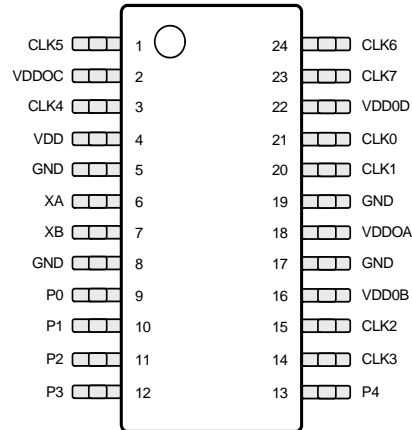 CLK5 1 24 CLK6
VDDOC 2 23 CLK7
CLK4 3 22 VDD0D
VDD 4 21 CLK0
GND 5 20 CLK1
XA 6 19 GND
XB 7 18 VDDOA
GND 8 17 GND
P0 9 16 VDD0B
P1 10 15 CLK2
P2 11 14 CLK3
P3 12 13 P4